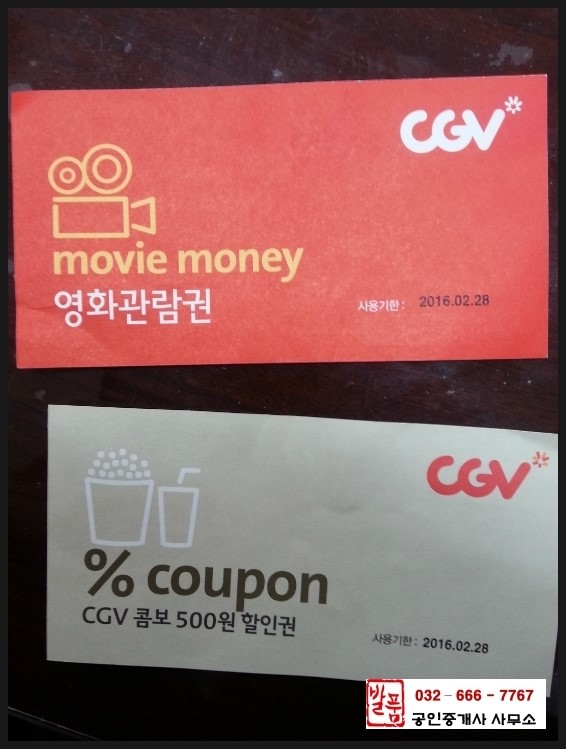 CGV
movie money
영화관람권
사용기한 : 2016.02.28
CGV
% coupon
CGV 콤보 500원 할인권
사용기한 : 2016.02.28
발품
032 - 666 - 7767
공인중개사 사무소